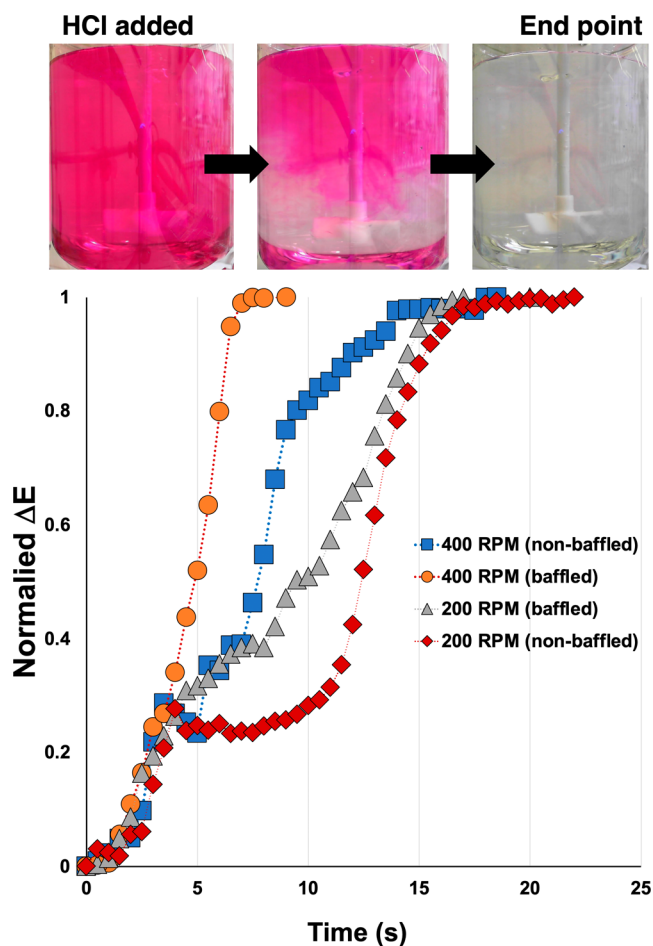 HCl added
End point
1
0.8
0.6
0.4
0.2
0
Normalied ΔE
400 RPM (non-baffled)
400 RPM (baffled)
200 RPM (baffled)
200 RPM (non-baffled)
0 5 10 15 20 25
Time (s)